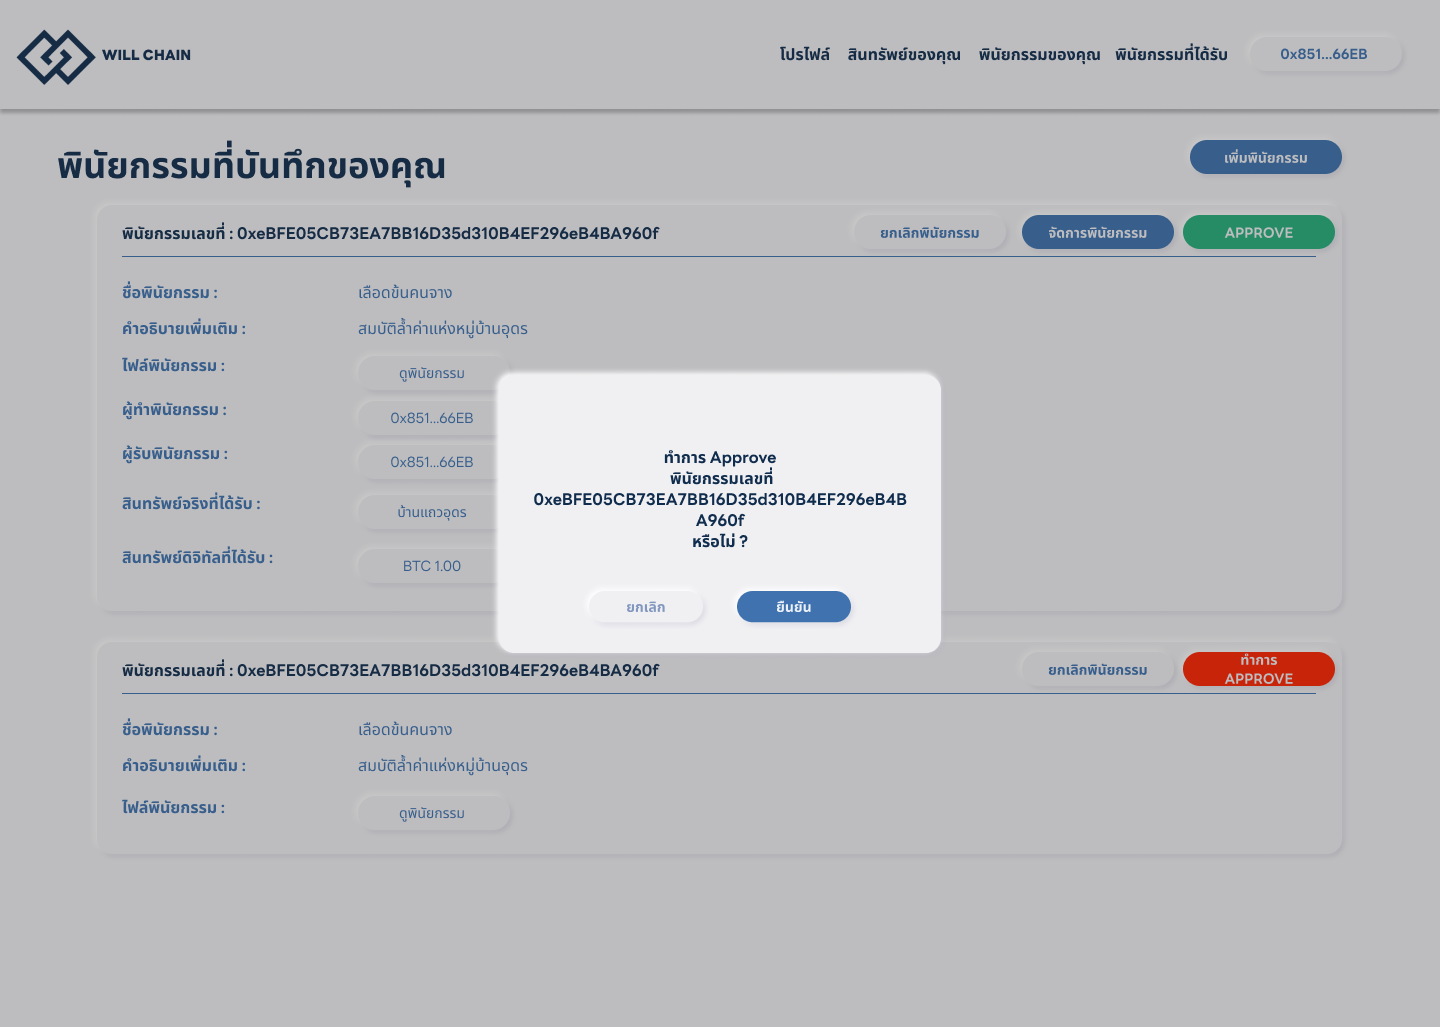 WILL CHAIN
โปรไฟล์ สินทรัพย์ของคุณ พินัยกรรมของคุณ พินัยกรรมที่ได้รับ 0x851...66EB
พินัยกรรมที่บันทึกของคุณ
เพิ่มพินัยกรรม
พินัยกรรมเลขที่ : 0xeBFE05CB73EA7BB16D35d310B4EF296eB4BA960f
ยกเลิกพินัยกรรม จัดการพินัยกรรม APPROVE
ชื่อพินัยกรรม : เลือดข้นคนจาง
คำอธิบายเพิ่มเติม : สมบัติล้ำค่าแห่งหมู่บ้านอุดร
ไฟล์พินัยกรรม : ดูพินัยกรรม
ผู้ทำพินัยกรรม : 0x851...66EB
ผู้รับพินัยกรรม : 0x851...66EB
สินทรัพย์จริงที่ได้รับ : บ้านแถวอุดร
สินทรัพย์ดิจิทัลที่ได้รับ : BTC 1.00
ทำการ Approve
พินัยกรรมเลขที่
0xeBFE05CB73EA7BB16D35d310B4EF296eB4B
A960f
หรือไม่ ?
ยกเลิก ยืนยัน
พินัยกรรมเลขที่ : 0xeBFE05CB73EA7BB16D35d310B4EF296eB4BA960f
ยกเลิกพินัยกรรม
ทำการ
APPROVE
ชื่อพินัยกรรม : เลือดข้นคนจาง
คำอธิบายเพิ่มเติม : สมบัติล้ำค่าแห่งหมู่บ้านอุดร
ไฟล์พินัยกรรม : ดูพินัยกรรม